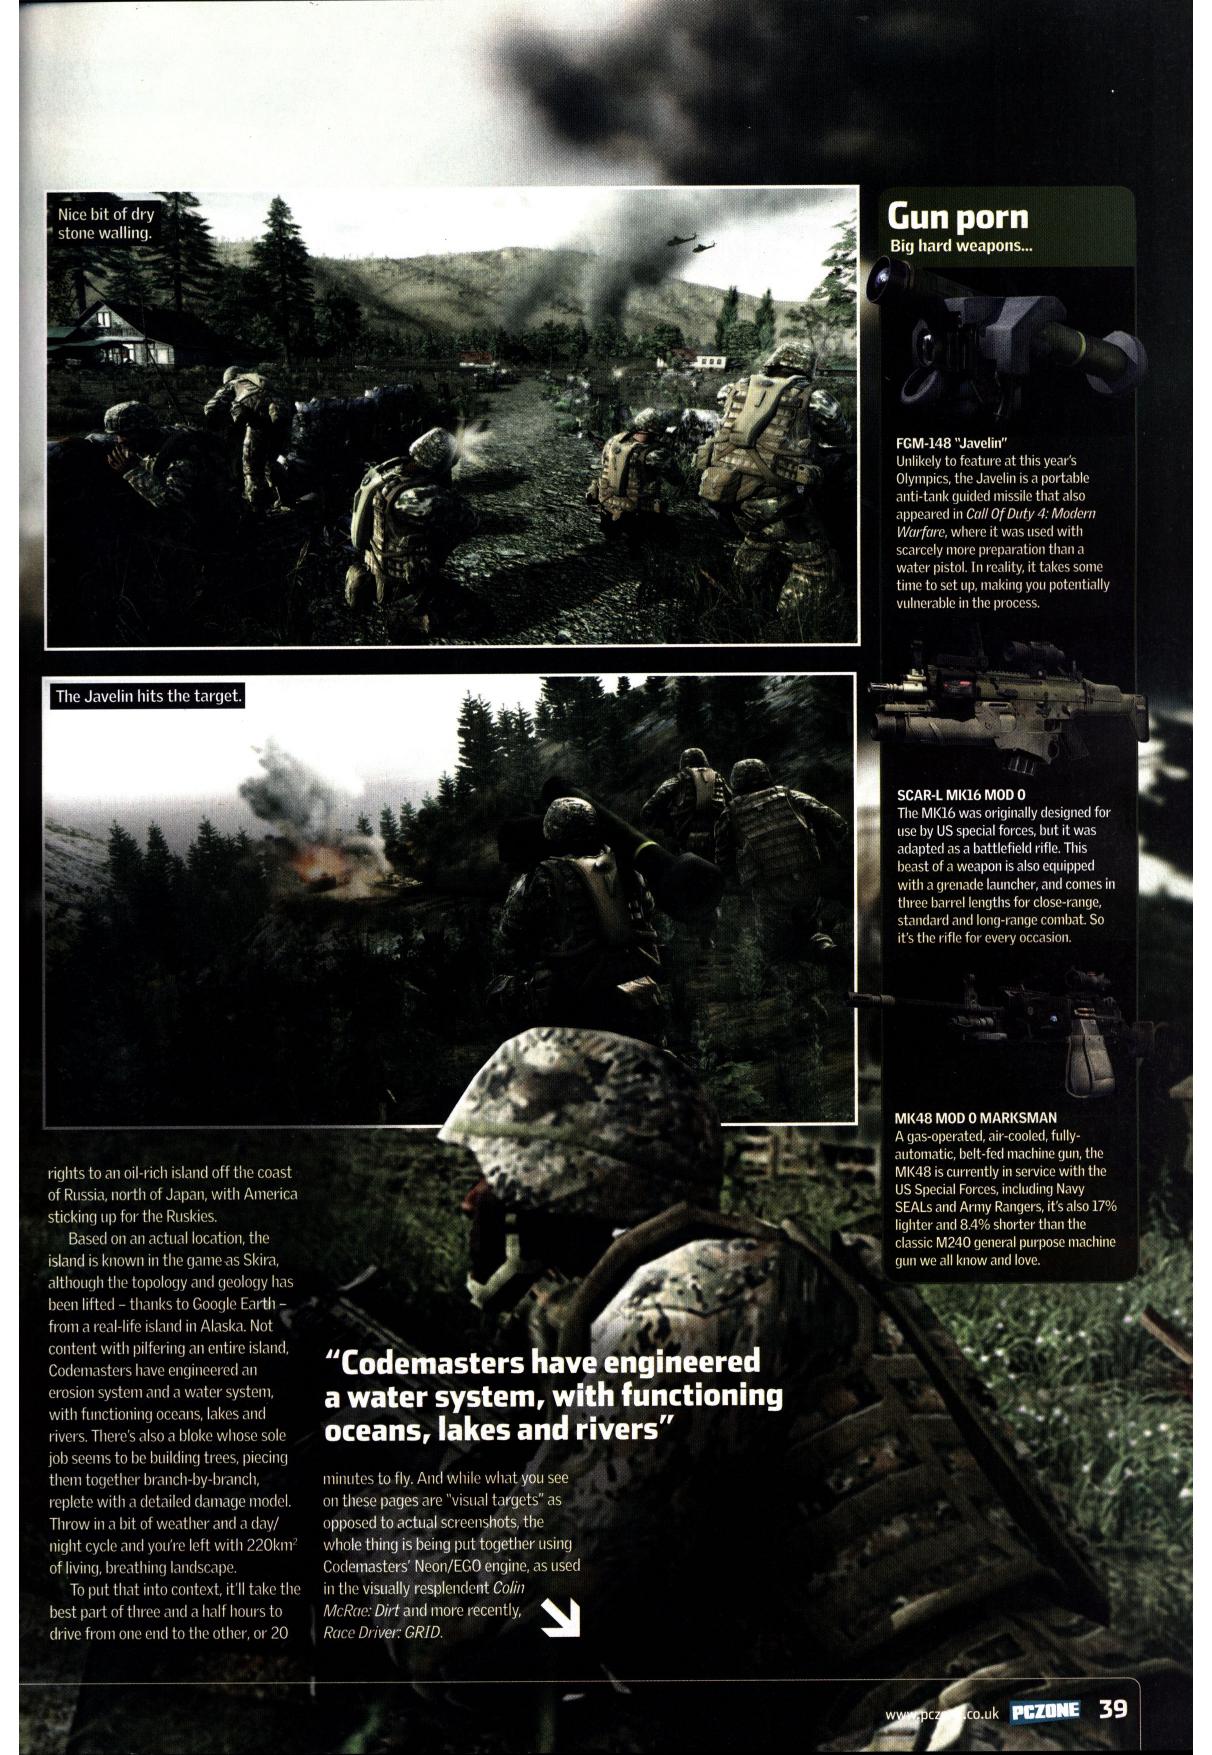 Nice bit of dry
stone walling.
The Javelin hits the target.
rights to an oil-rich island off the coast
of Russia, north of Japan, with America
sticking up for the Ruskies.
Based on an actual location, the
island is known in the game as Skira,
although the topology and geology has
been lifted – thanks to Google Earth –
from a real-life island in Alaska. Not
content with pilfering an entire island,
Codemasters have engineered an
erosion system and a water system,
with functioning oceans, lakes and
rivers. There's also a bloke whose sole
job seems to be building trees, piecing
them together branch-by-branch,
replete with a detailed damage model.
Throw in a bit of weather and a day/
night cycle and you're left with 220km²
of living, breathing landscape.
To put that into context, it'll take the
best part of three and a half hours to
drive from one end to the other, or 20
“Codemasters have engineered
a water system, with functioning
oceans, lakes and rivers”
minutes to fly. And while what you see
on these pages are “visual targets” as
opposed to actual screenshots, the
whole thing is being put together using
Codemasters' Neon/EGO engine, as used
in the visually resplendent Colin
McRae: Dirt and more recently,
Race Driver: GRID.
Gun porn
Big hard weapons...
FGM-148 “Javelin”
Unlikely to feature at this year's
Olympics, the Javelin is a portable
anti-tank guided missile that also
appeared in Call Of Duty 4: Modern
Warfare, where it was used with
scarcely more preparation than a
water pistol. In reality, it takes some
time to set up, making you potentially
vulnerable in the process.
SCAR-L MK16 MOD 0
The MK16 was originally designed for
use by US special forces, but it was
adapted as a battlefield rifle. This
beast of a weapon is also equipped
with a grenade launcher, and comes in
three barrel lengths for close-range,
standard and long-range combat. So
it's the rifle for every occasion.
MK48 MOD 0 MARKSMAN
A gas-operated, air-cooled, fully-
automatic, belt-fed machine gun, the
MK48 is currently in service with the
US Special Forces, including Navy
SEALs and Army Rangers, it's also 17%
lighter and 8.4% shorter than the
classic M240 general purpose machine
gun we all know and love.
www.pczone.co.uk PCZONE 39